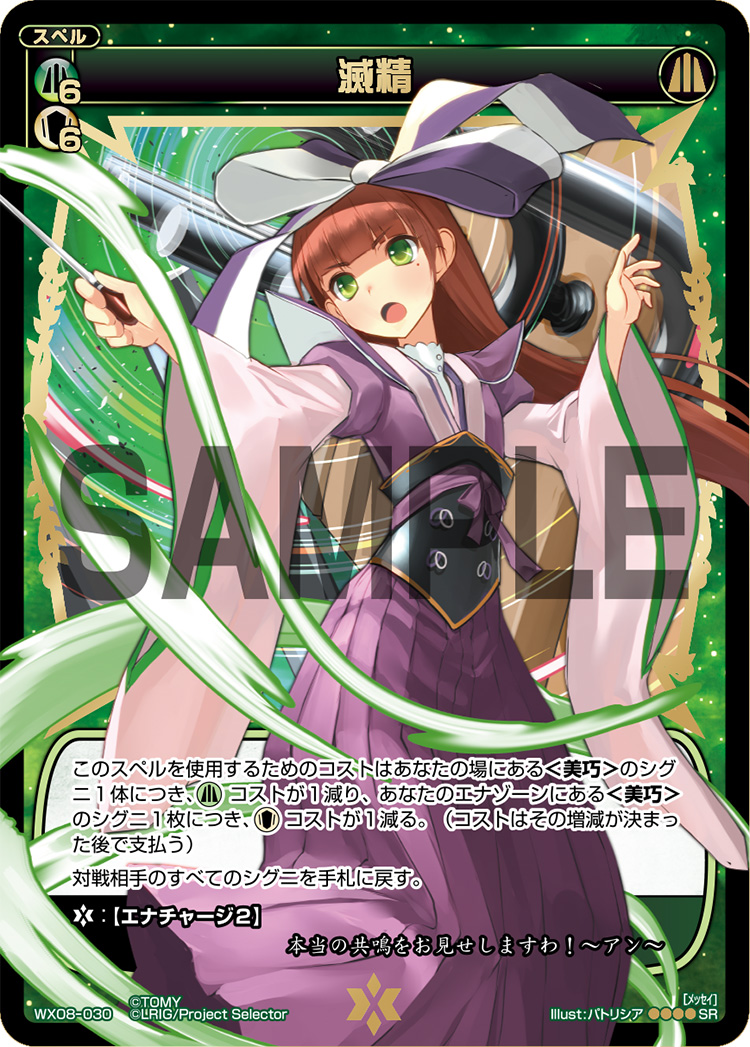 スペル
滅精
6
6
SAMPLE
このスペルを使用するためのコストはあなたの場にある＜美巧＞のシグ
ニ１体につき、コストが１減り、あなたのエナゾーンにある＜美巧＞
のシグニ１枚につき、コストが１減る。（コストはその増減が決まっ
た後で支払う）
対戦相手のすべてのシグニを手札に戻す。
：【エナチャージ２】
本当の共鳴をお見せしますわ！～アン～
[メッセイ]
WX08-030 ©TOMY
©LRIG/Project Selector
Illust:パトリシア SR